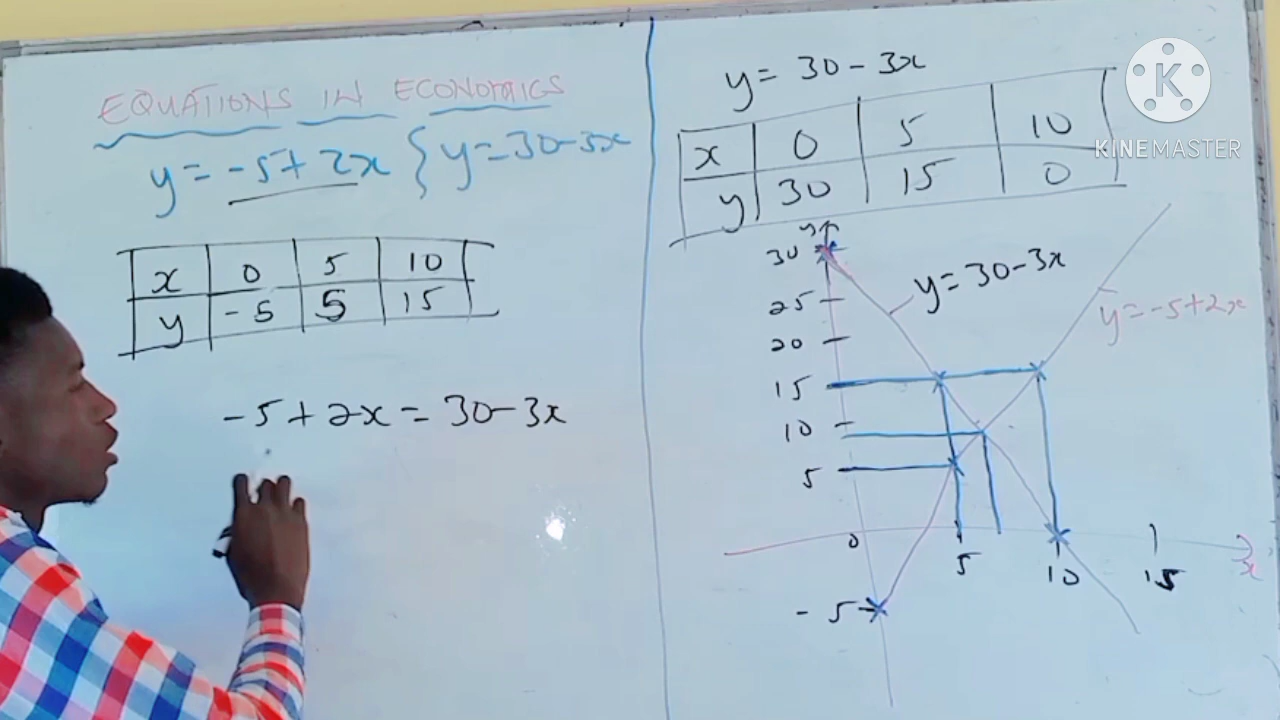 EQUATIONS IN ECONOMICS
y = -5 + 2x { y = 30 - 3x
x 0 5 10
y -5 5 15
-5 + 2x = 30 - 3x
y = 30 - 3x
x 0 5 10
y 30 15 0
y
30
25
20
15
10
5
0
-5
5 10 15
x
y = 30 - 3x
y = -5 + 2x
K
KINEMASTER